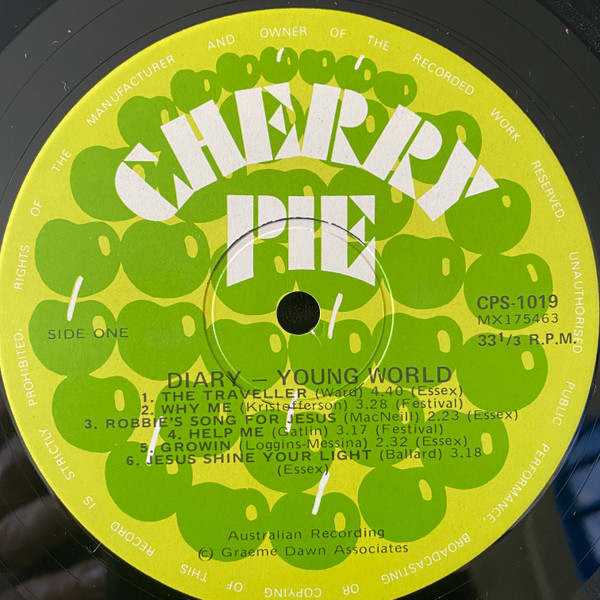 THE MANUFACTURER AND OWNER OF THE RECORDED WORK RESERVED. UNAUTHORISED PUBLIC PERFORMANCE, BROADCASTING OR COPYING OF THIS RECORD IS STRICTLY PROHIBITED. RIGHTS OF
CHERRY
PIE
CPS-1019
MX175463
SIDE ONE
33 1/3 R.P.M.
DIARY — YOUNG WORLD
1. THE TRAVELLER (Ward) 4.40 (Essex)
2. WHY ME (Kristofferson) 3.28 (Festival)
3. ROBBIE'S SONG FOR JESUS (MacNeill) 2.23 (Essex)
4. HELP ME (Gatlin) 3.17 (Festival)
5. GROWIN (Loggins-Messina) 2.32 (Essex)
6. JESUS SHINE YOUR LIGHT (Ballard) 3.18
(Essex)
Australian Recording
(c) Graeme Dawn Associates